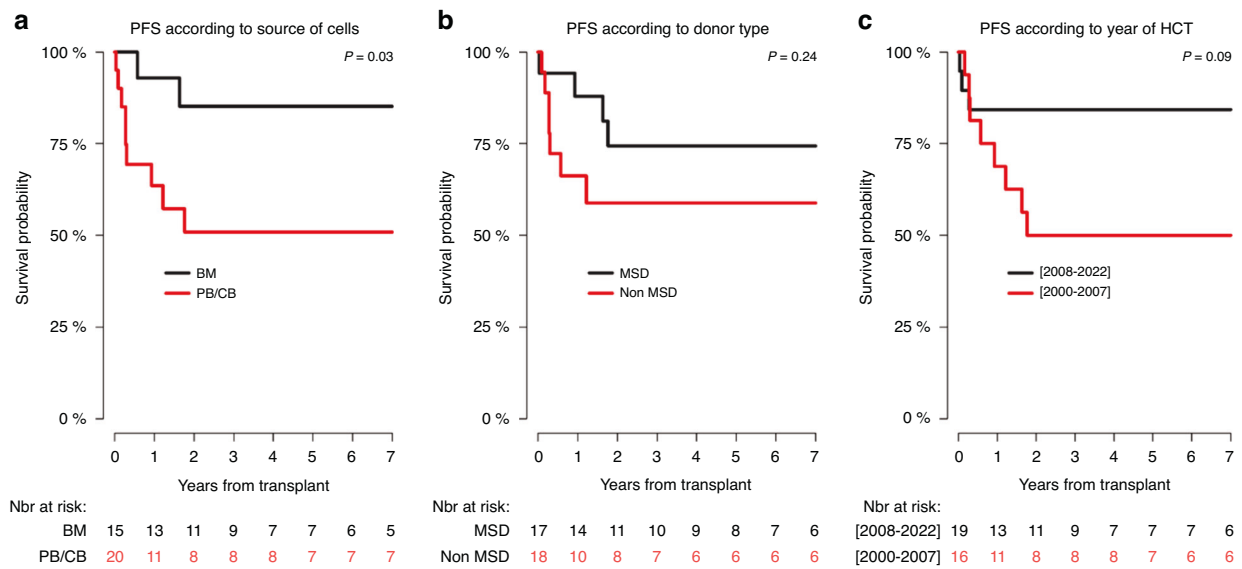 a
PFS according to source of cells
P = 0.03
100 %
75 %
50 %
25 %
0 %
Survival probability
BM
PB/CB
0 1 2 3 4 5 6 7
Years from transplant
Nbr at risk:
BM 15 13 11 9 7 7 6 5
PB/CB 20 11 8 8 8 7 7 7
b
PFS according to donor type
P = 0.24
100 %
75 %
50 %
25 %
0 %
Survival probability
MSD
Non MSD
0 1 2 3 4 5 6 7
Years from transplant
Nbr at risk:
MSD 17 14 11 10 9 8 7 6
Non MSD 18 10 8 7 6 6 6 6
c
PFS according to year of HCT
P = 0.09
100 %
75 %
50 %
25 %
0 %
Survival probability
[2008-2022]
[2000-2007]
0 1 2 3 4 5 6 7
Years from transplant
Nbr at risk:
[2008-2022] 19 13 11 9 7 7 7 6
[2000-2007] 16 11 8 8 8 7 6 6